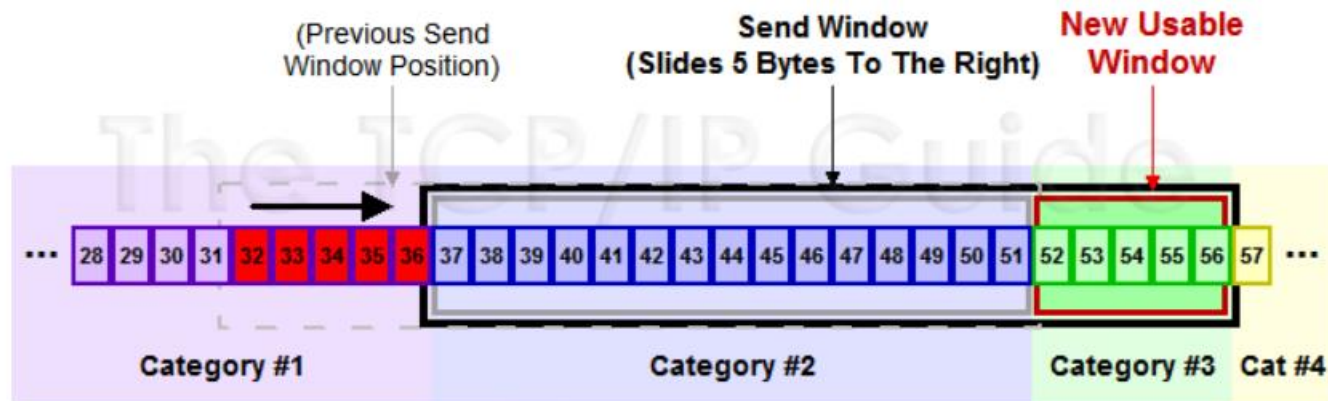 (Previous Send
Window Position)
Send Window
(Slides 5 Bytes To The Right)
New Usable
Window
The TCP/IP Guide
... 28 29 30 31 32 33 34 35 36 37 38 39 40 41 42 43 44 45 46 47 48 49 50 51 52 53 54 55 56 57 ...
Category #1
Category #2
Category #3
Cat #4